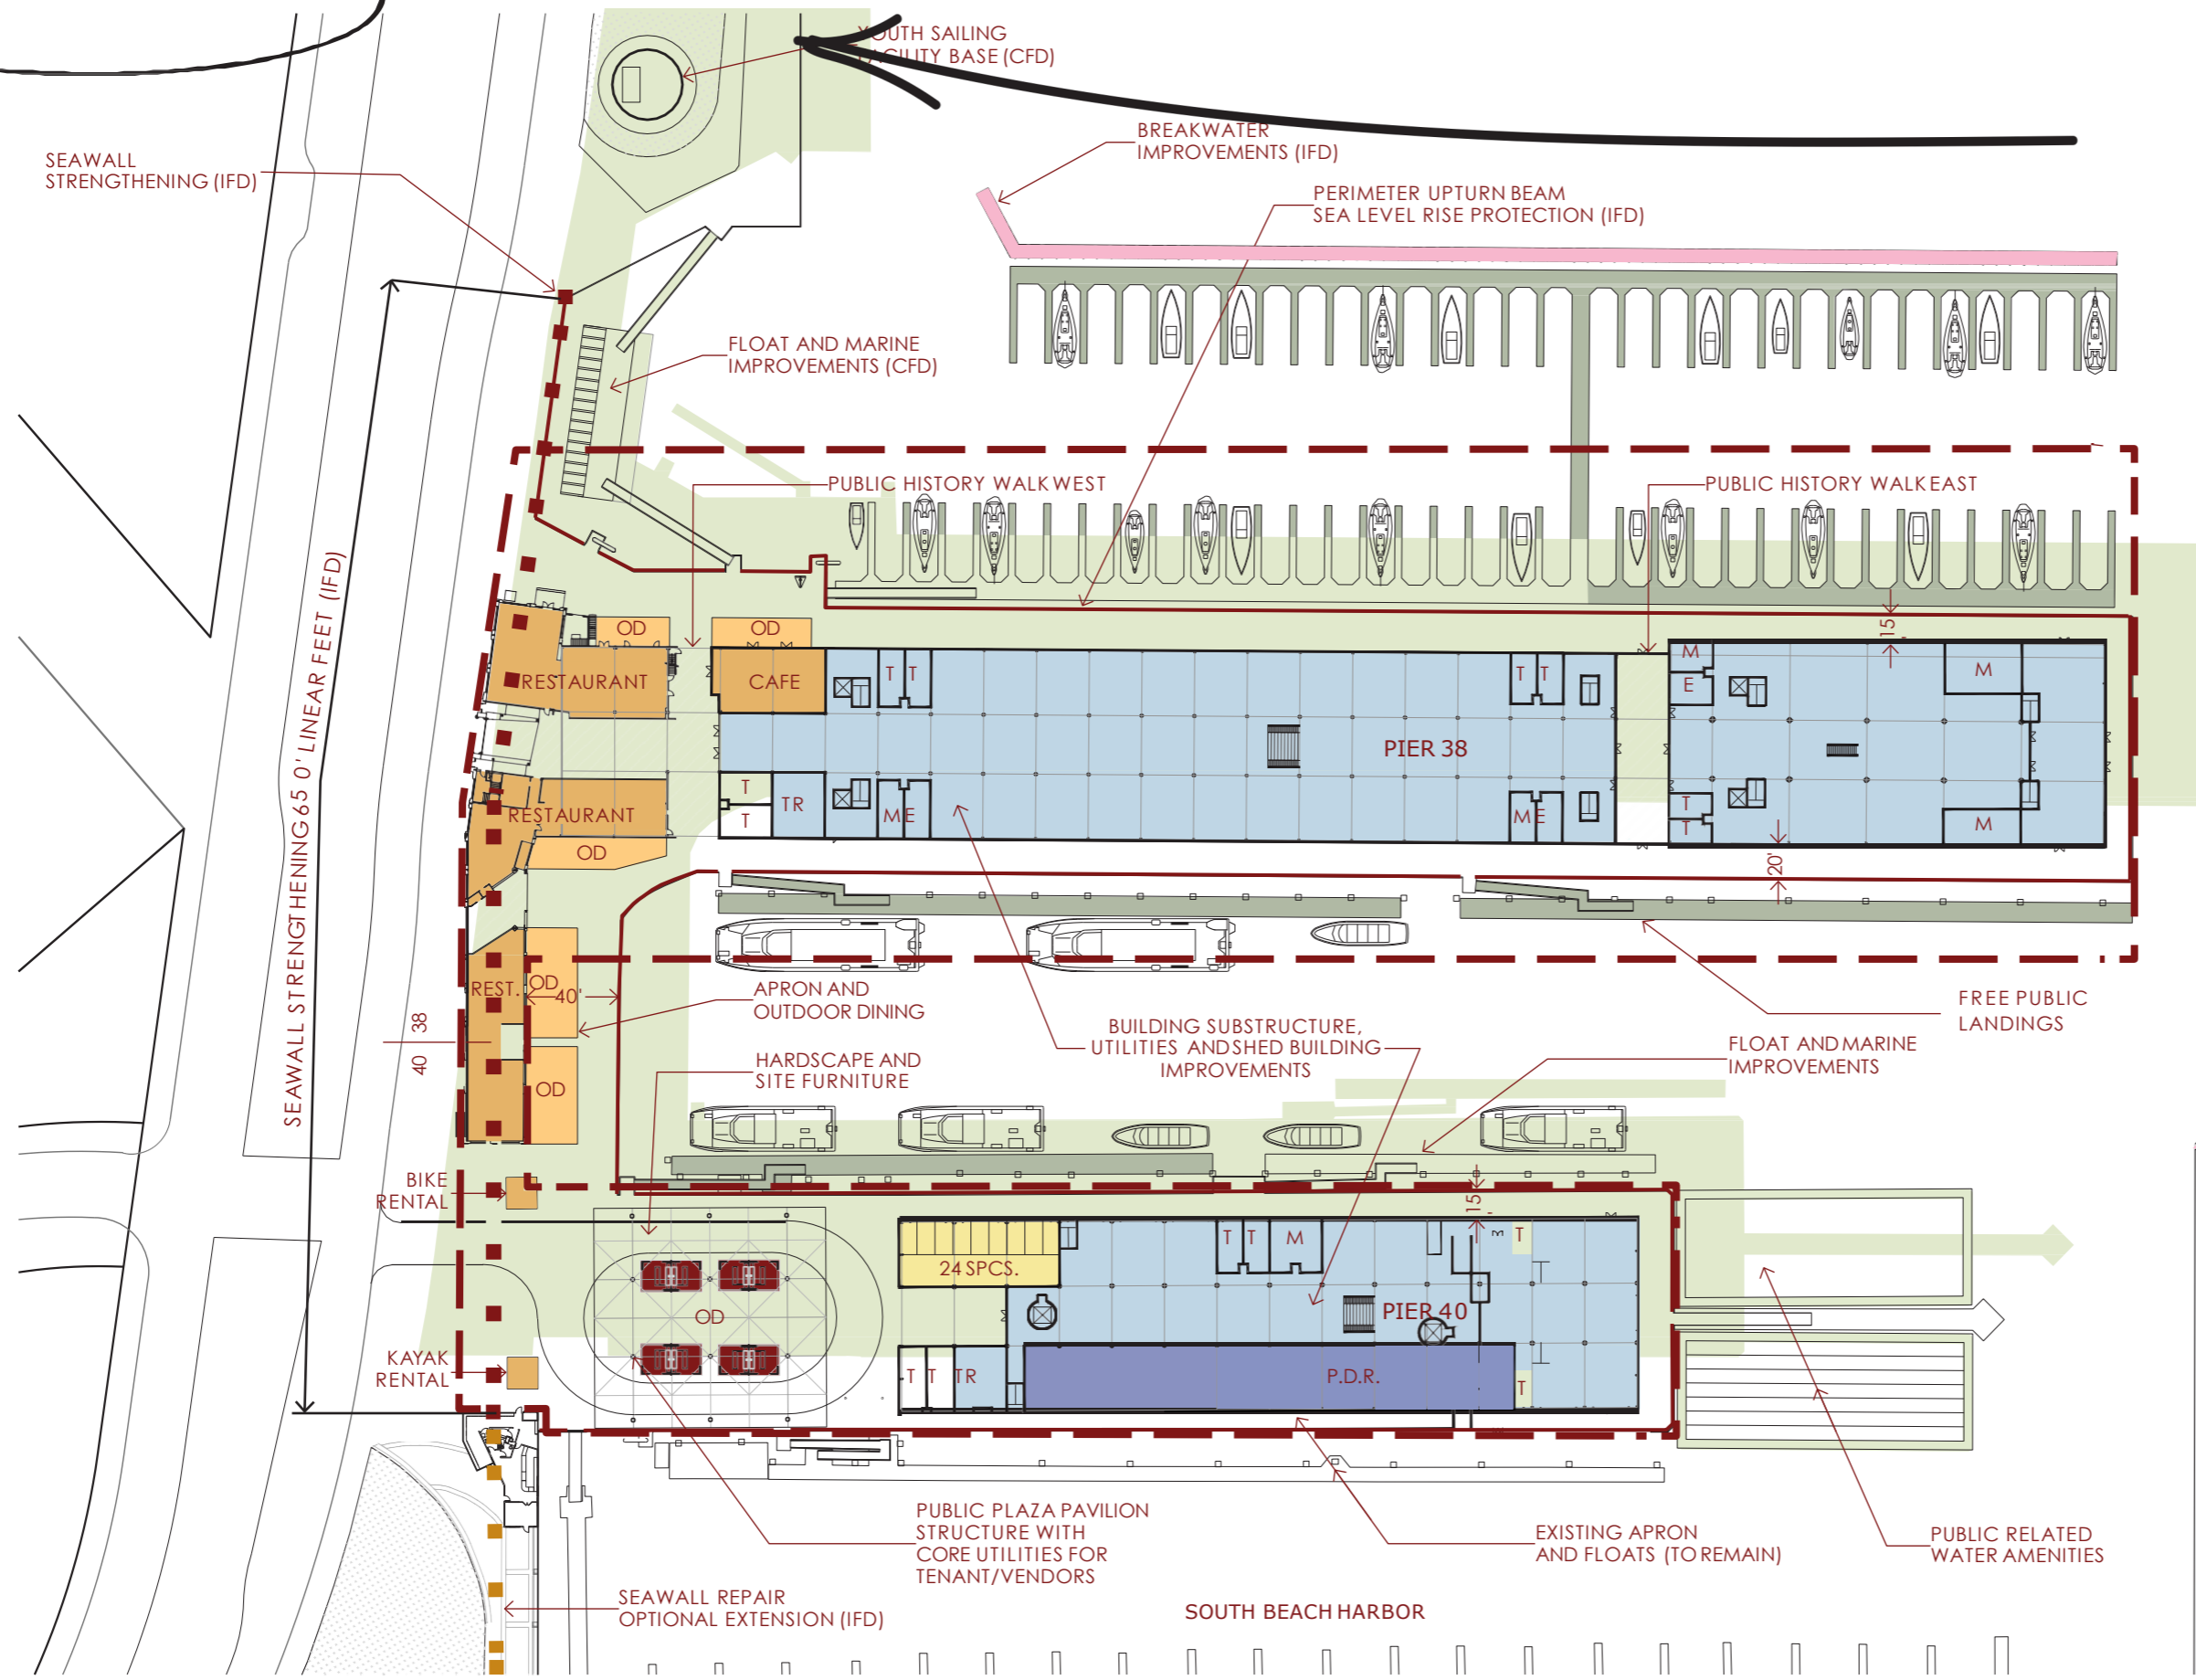 YOUTH SAILING
FACILITY BASE (CFD)
BREAKWATER
IMPROVEMENTS (IFD)
SEAWALL
STRENGTHENING (IFD)
PERIMETER UPTURN BEAM
SEA LEVEL RISE PROTECTION (IFD)
FLOAT AND MARINE
IMPROVEMENTS (CFD)
PUBLIC HISTORY WALK WEST
PUBLIC HISTORY WALK EAST
SEAWALL STRENGTHENING 65 0' LINEAR FEET (IFD)
OD
OD
15'
RESTAURANT
CAFE
T T
T T
M
E
M
PIER 38
RESTAURANT
T
T
TR
ME
ME
T
T
M
OD
20'
REST.
OD
40'
APRON AND
OUTDOOR DINING
FREE PUBLIC
LANDINGS
38
40
BUILDING SUBSTRUCTURE,
UTILITIES AND SHED BUILDING
IMPROVEMENTS
FLOAT AND MARINE
IMPROVEMENTS
HARDSCAPE AND
SITE FURNITURE
OD
BIKE
RENTAL
15'
T T M
M
T
24 SPCS.
OD
PIER 40
KAYAK
RENTAL
T T TR
P.D.R.
T
PUBLIC PLAZA PAVILION
STRUCTURE WITH
CORE UTILITIES FOR
TENANT/VENDORS
EXISTING APRON
AND FLOATS (TO REMAIN)
PUBLIC RELATED
WATER AMENITIES
SEAWALL REPAIR
OPTIONAL EXTENSION (IFD)
SOUTH BEACH HARBOR